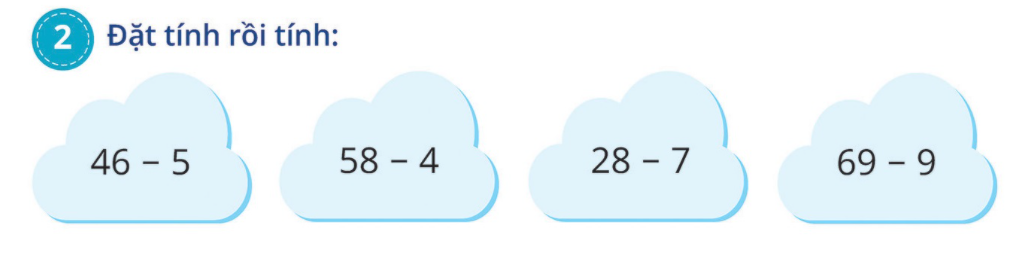 2 Đặt tính rồi tính:
46 – 5 58 – 4 28 – 7 69 – 9